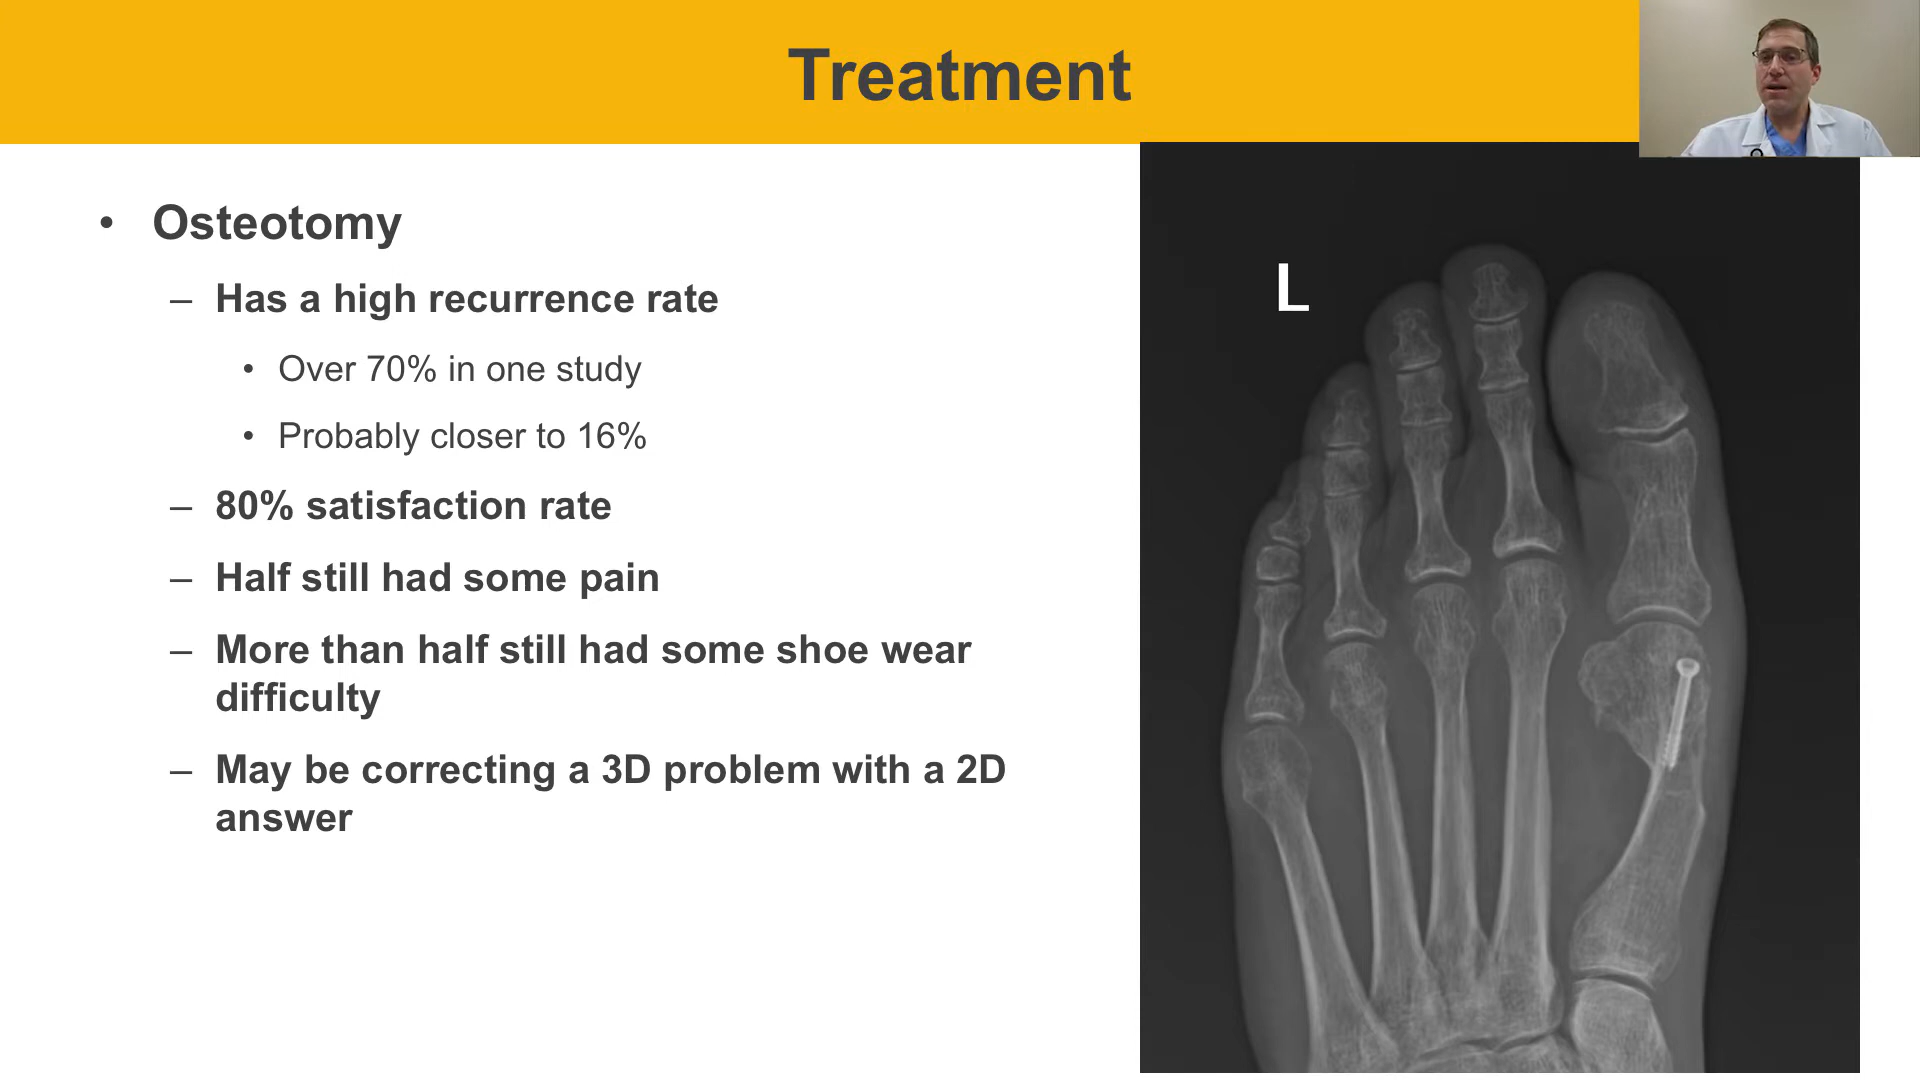 Treatment
• Osteotomy
– Has a high recurrence rate
• Over 70% in one study
• Probably closer to 16%
– 80% satisfaction rate
– Half still had some pain
– More than half still had some shoe wear
difficulty
– May be correcting a 3D problem with a 2D
answer
L